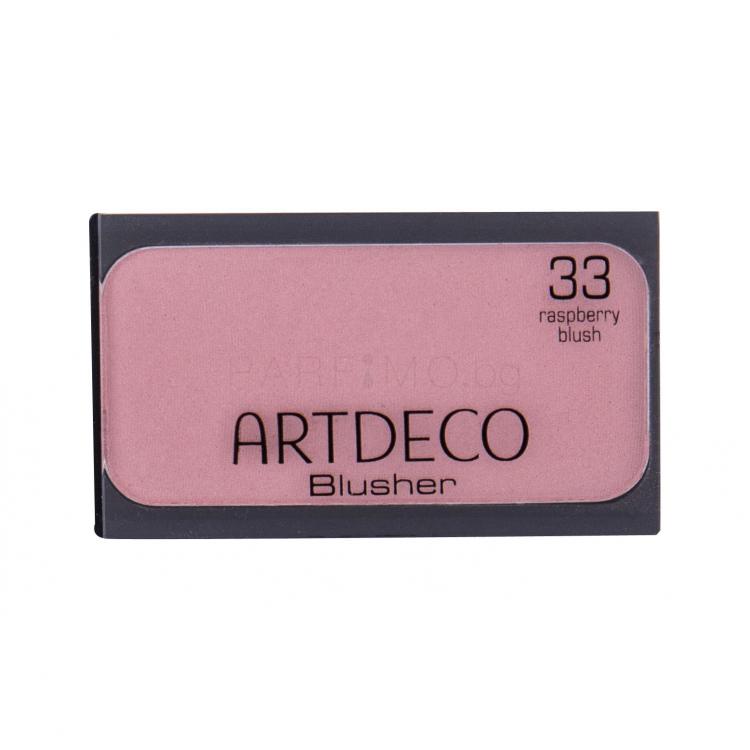 33
raspberry
blush
PARFIMO.bg
ARTDECO
Blusher